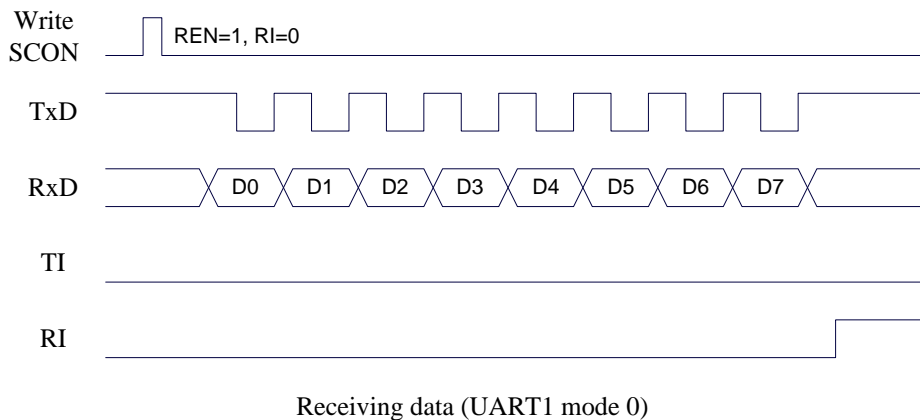 Write
SCON
REN=1, RI=0
TxD
RxD
D0 D1 D2 D3 D4 D5 D6 D7
TI
RI
Receiving data (UART1 mode 0)